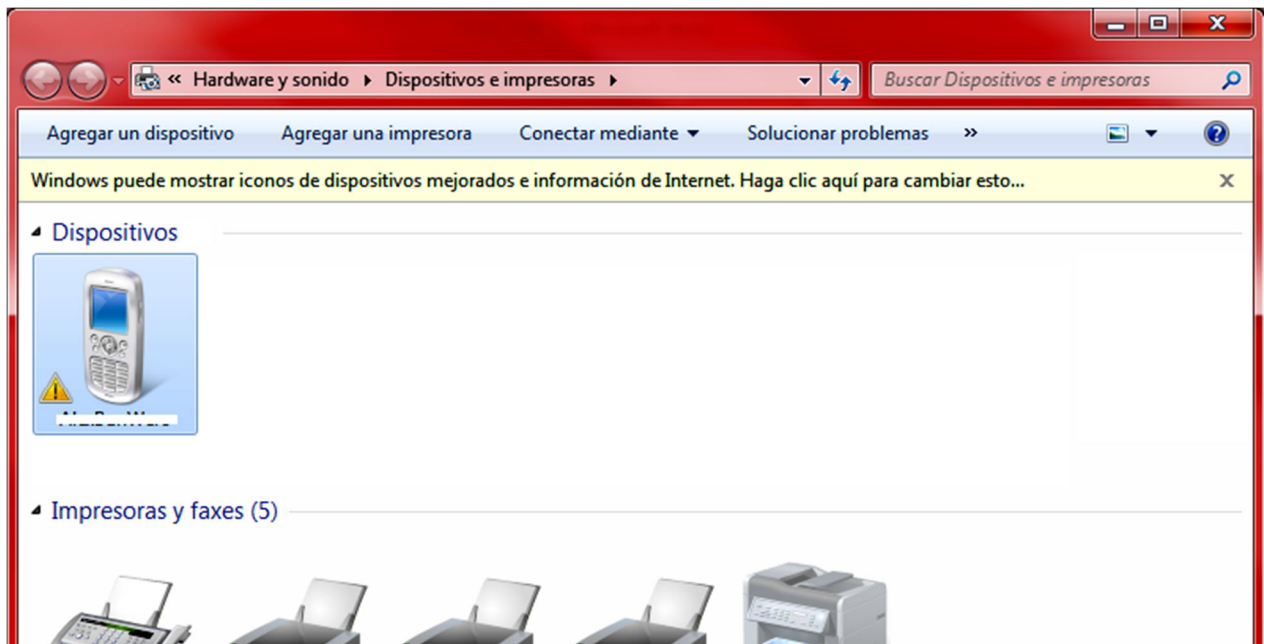 « Hardware y sonido ▸ Dispositivos e impresoras ▸ Buscar Dispositivos e impresoras
Agregar un dispositivo Agregar una impresora Conectar mediante Solucionar problemas »
Windows puede mostrar iconos de dispositivos mejorados e información de Internet. Haga clic aquí para cambiar esto...
Dispositivos
Impresoras y faxes (5)